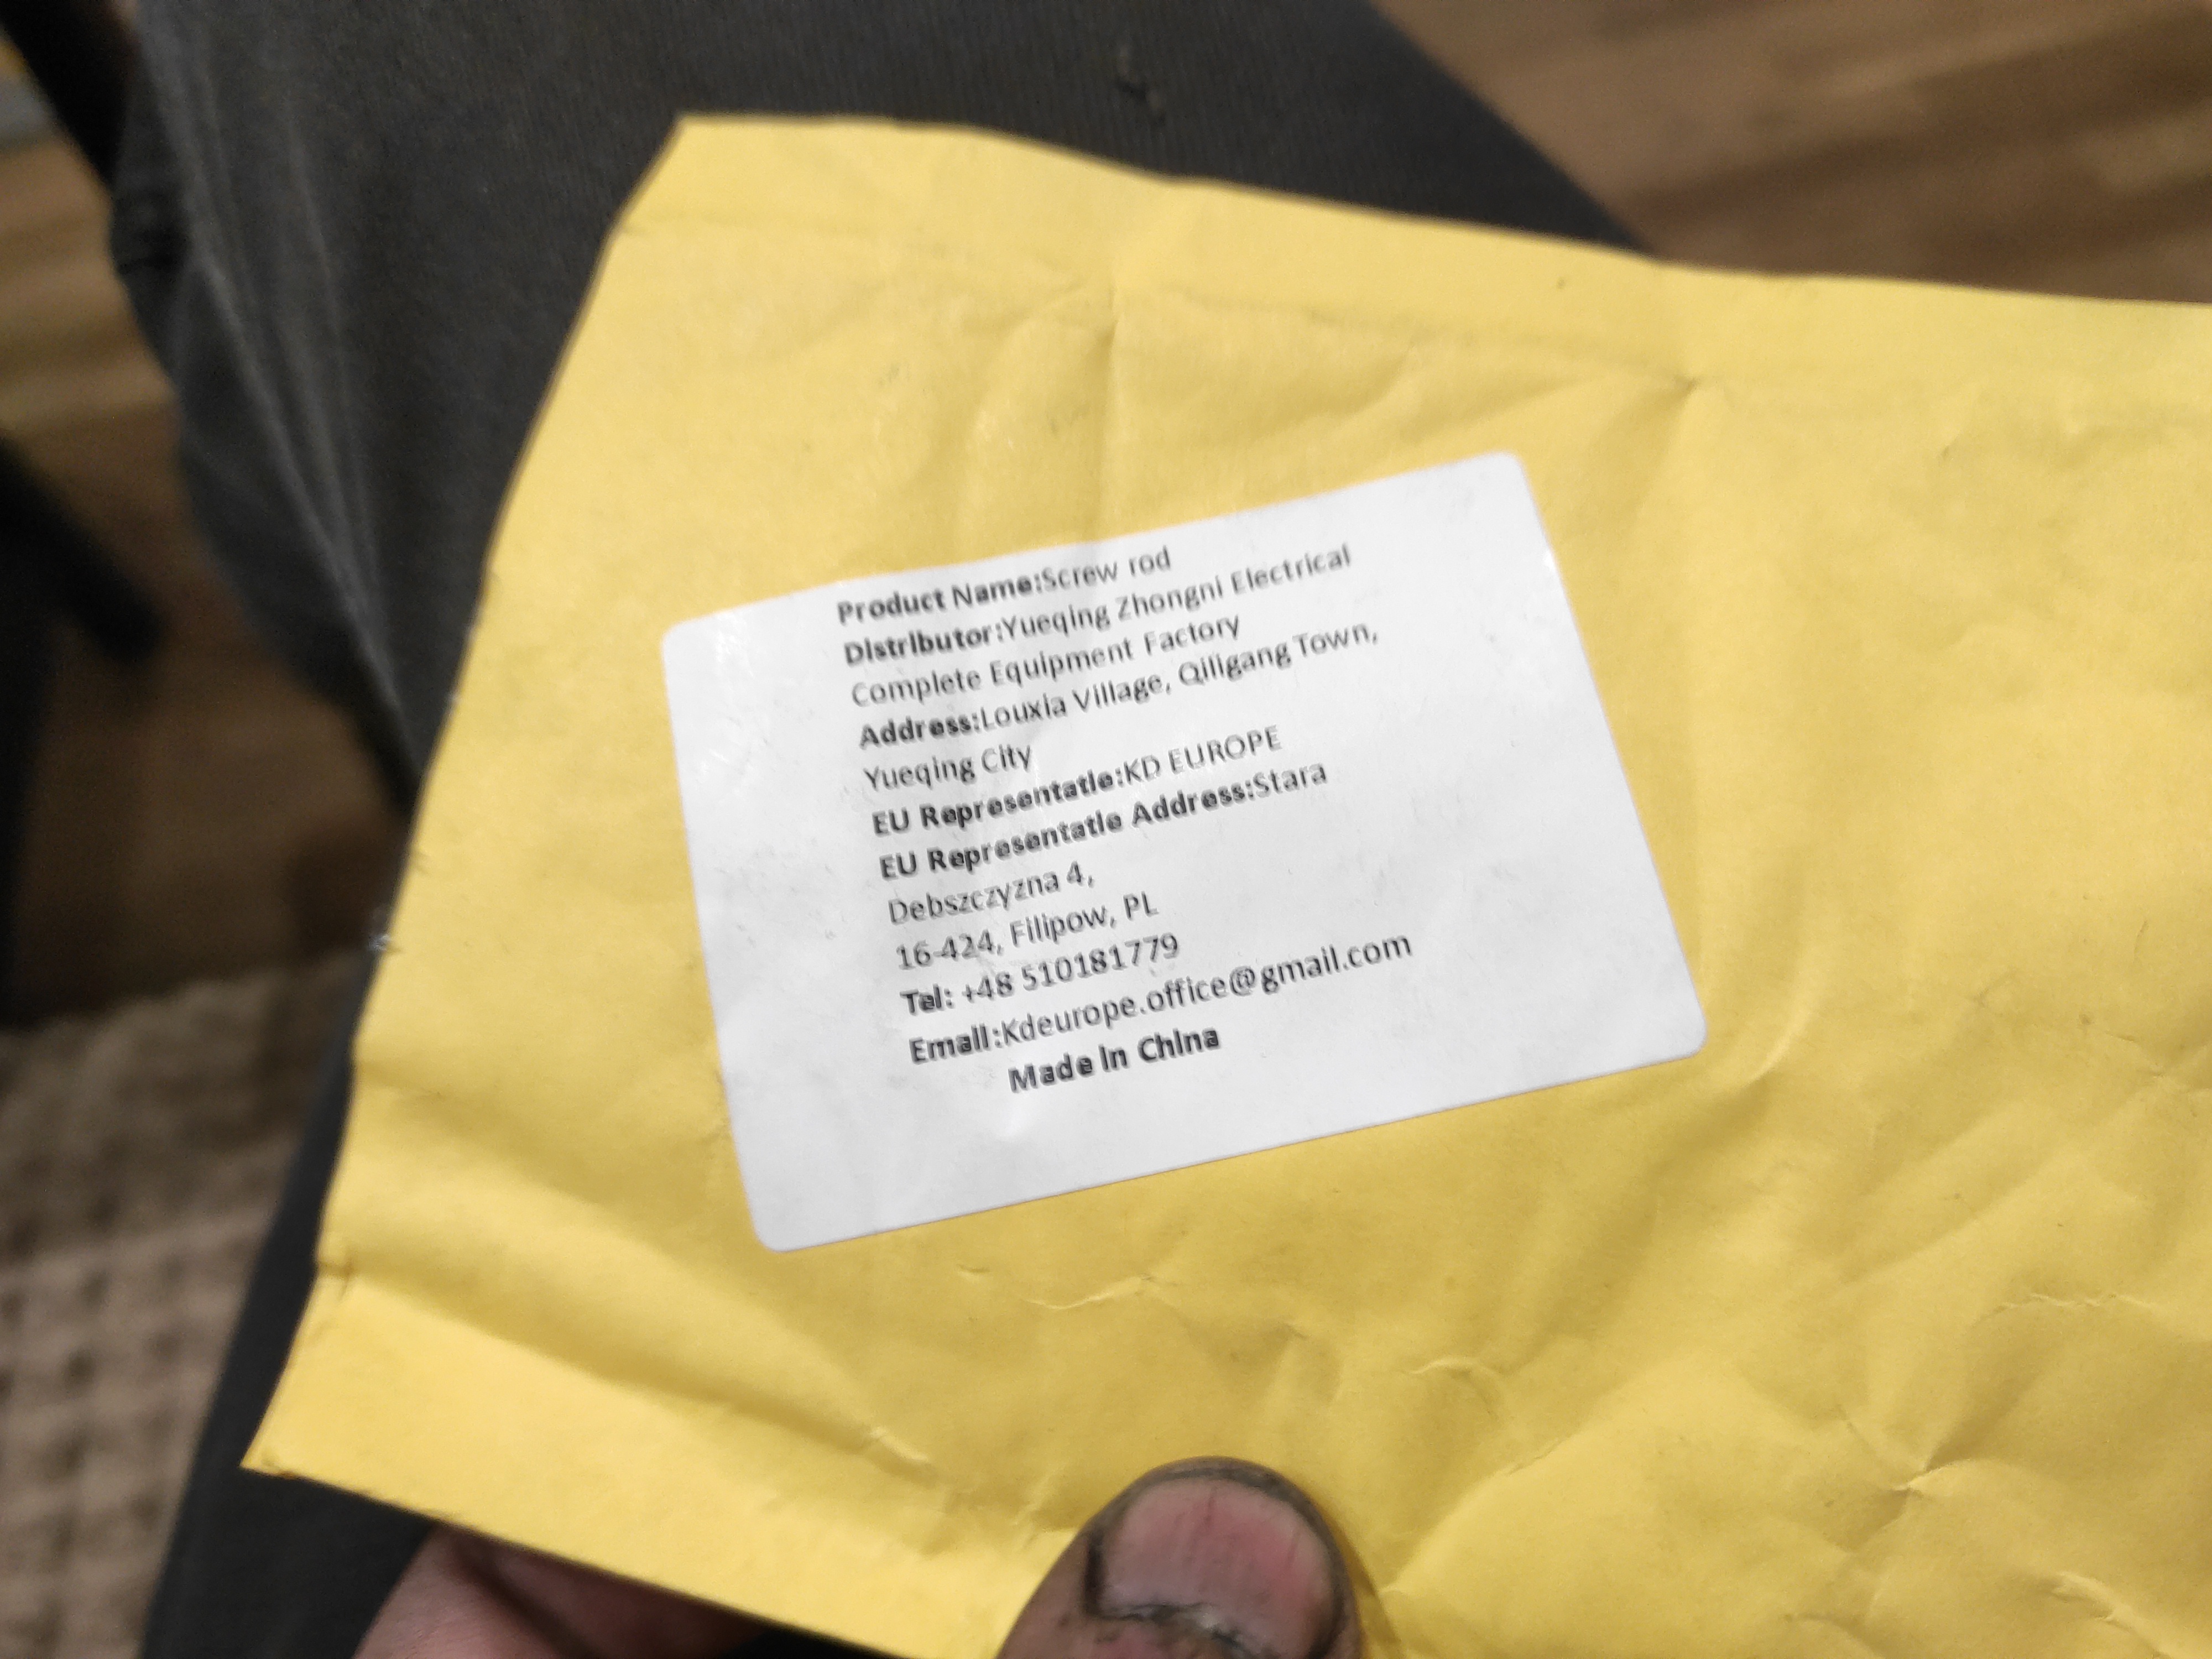 Product Name:Screw rod
Distributor:Yueqing Zhongni Electrical
Complete Equipment Factory
Address:Louxia Village, Qiligang Town,
Yueqing City
EU Representatie:KD EUROPE
EU Representatie Address:Stara
Debszczyzna 4,
16-424, Filipow, PL
Tel: +48 510181779
Email:Kdeurope.office@gmail.com
Made in China